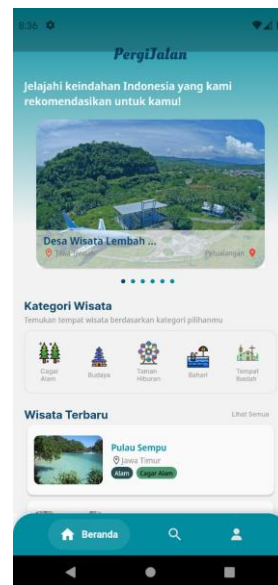 8:36
PergiJalan
Jelajahi keindahan Indonesia yang kami
rekomendasikan untuk kamu!
Desa Wisata Lembah ...
Jawa Tengah
Petualangan
Kategori Wisata
Temukan tempat wisata berdasarkan kategori pilihanmu
Cagar
Alam
Budaya
Taman
Hiburan
Bahari
Tempat
Ibadah
Wisata Terbaru
Lihat Semua
Pulau Sempu
Jawa Timur
Alam
Cagar Alam
Beranda